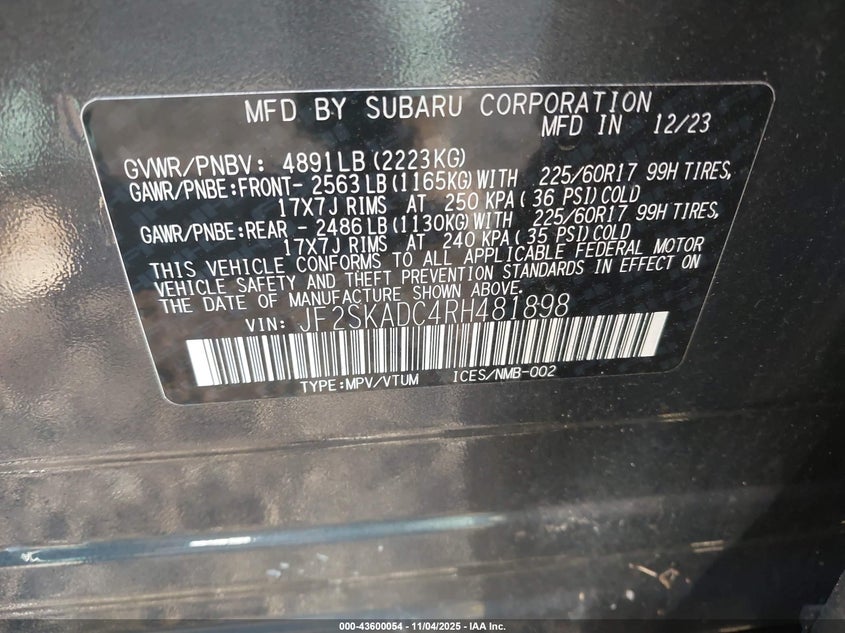 MFD BY SUBARU CORPORATION
MFD IN 12/23
GVWR/PNBV: 4891LB (2223KG)
GAWR/PNBE:FRONT- 2563LB(1165KG)WITH 225/60R17 99H TIRES,
17X7J RIMS AT 250 KPA( 36 PSI)COLD
GAWR/PNBE:REAR - 2486LB(1130KG)WITH 225/60R17 99H TIRES,
17X7J RIMS AT 240 KPA( 35 PSI)COLD
THIS VEHICLE CONFORMS TO ALL APPLICABLE FEDERAL MOTOR
VEHICLE SAFETY AND THEFT PREVENTION STANDARDS IN EFFECT ON
THE DATE OF MANUFACTURE SHOWN ABOVE.
VIN: JF2SKADC4RH481898
TYPE:MPV/VTUM ICES/NMB-002
000-43600054 - 11/04/2025 - IAA Inc.